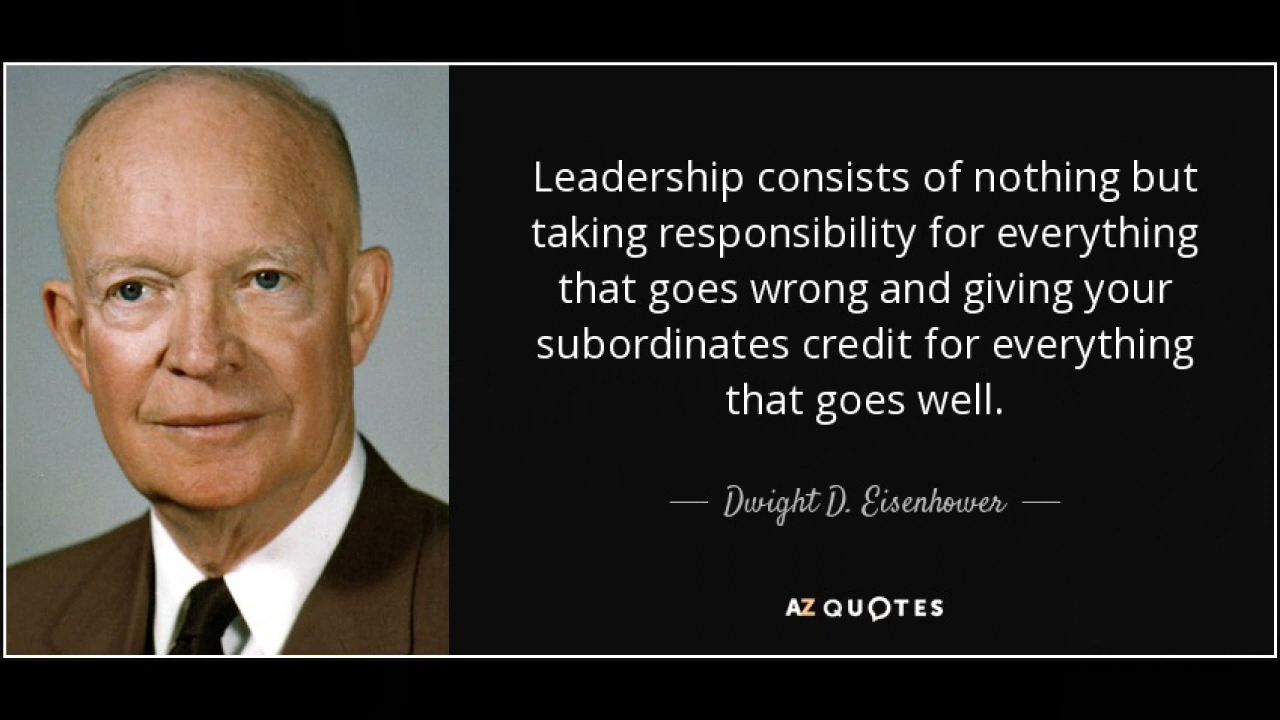 Leadership consists of nothing but
taking responsibility for everything
that goes wrong and giving your
subordinates credit for everything
that goes well.
Dwight D. Eisenhower
AZ QUOTES